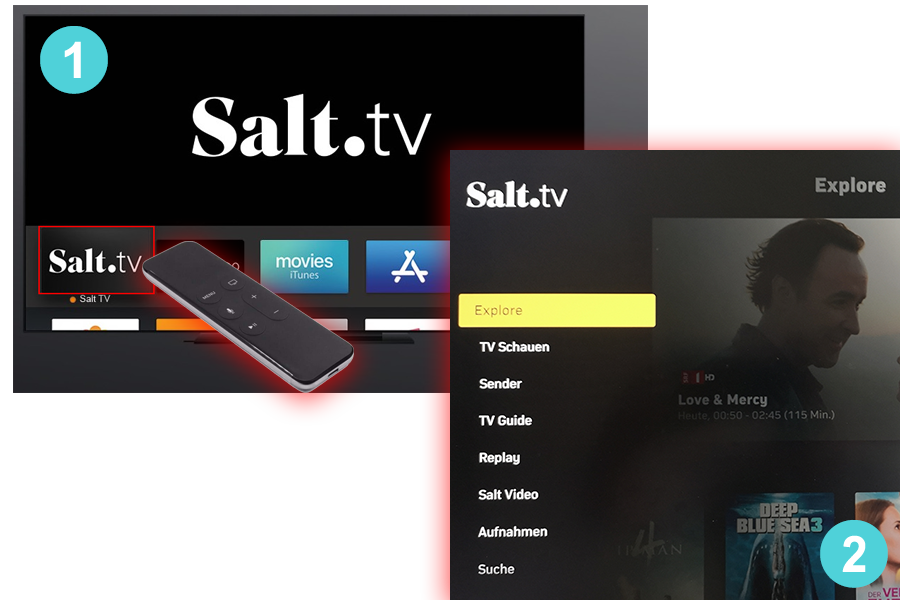 1
Salt.tv
Salt.tv
Salt TV
movies
iTunes
MENU
Salt.tv
Explore
Explore
TV Schauen
Sender
TV Guide
Replay
Salt Video
Aufnahmen
Suche
HD
Love & Mercy
Heute, 00:50 - 02:45 (115 Min.)
DEEP
BLUE SEA 3
DER VE
2